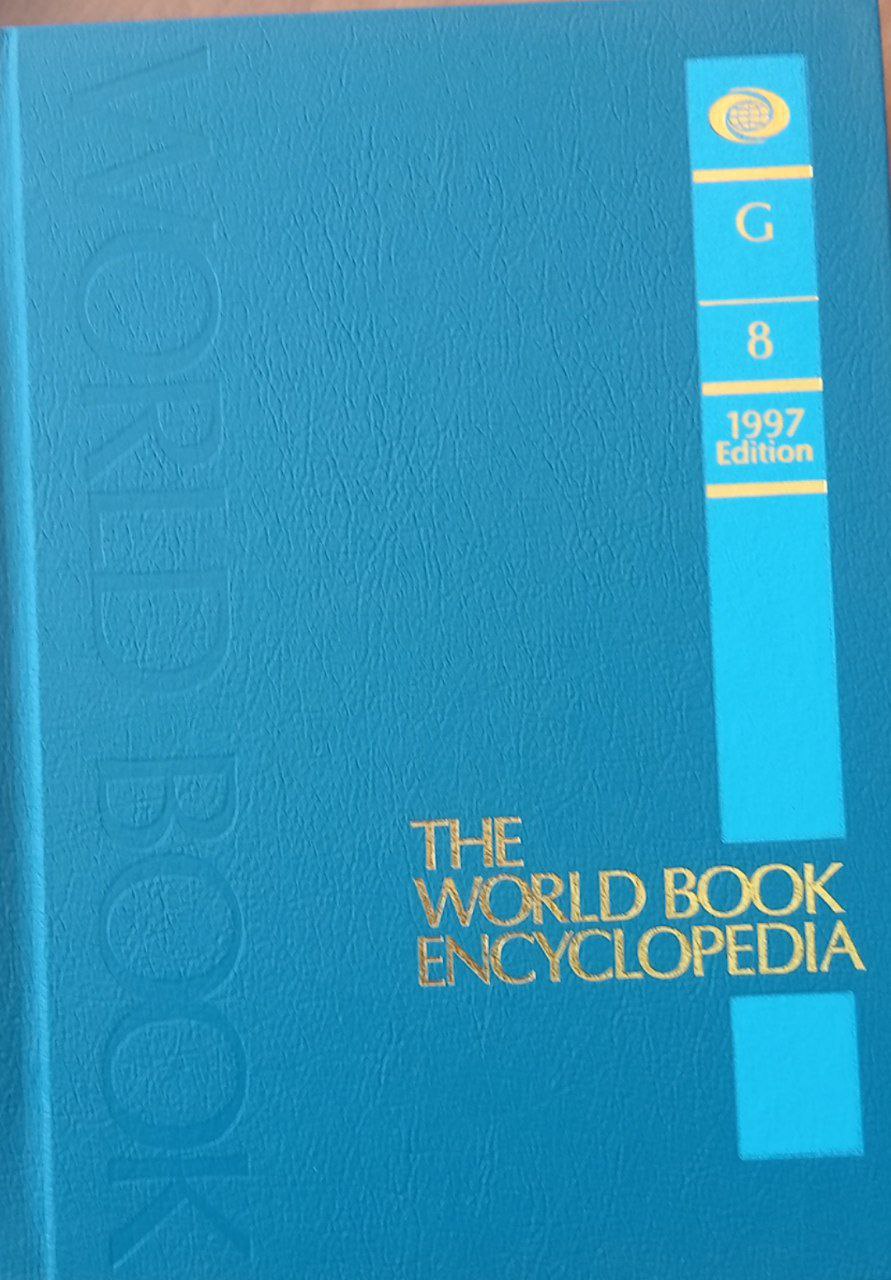 WORLD BOOK
G
8
1997
Edition
THE
WORLD BOOK
ENCYCLOPEDIA